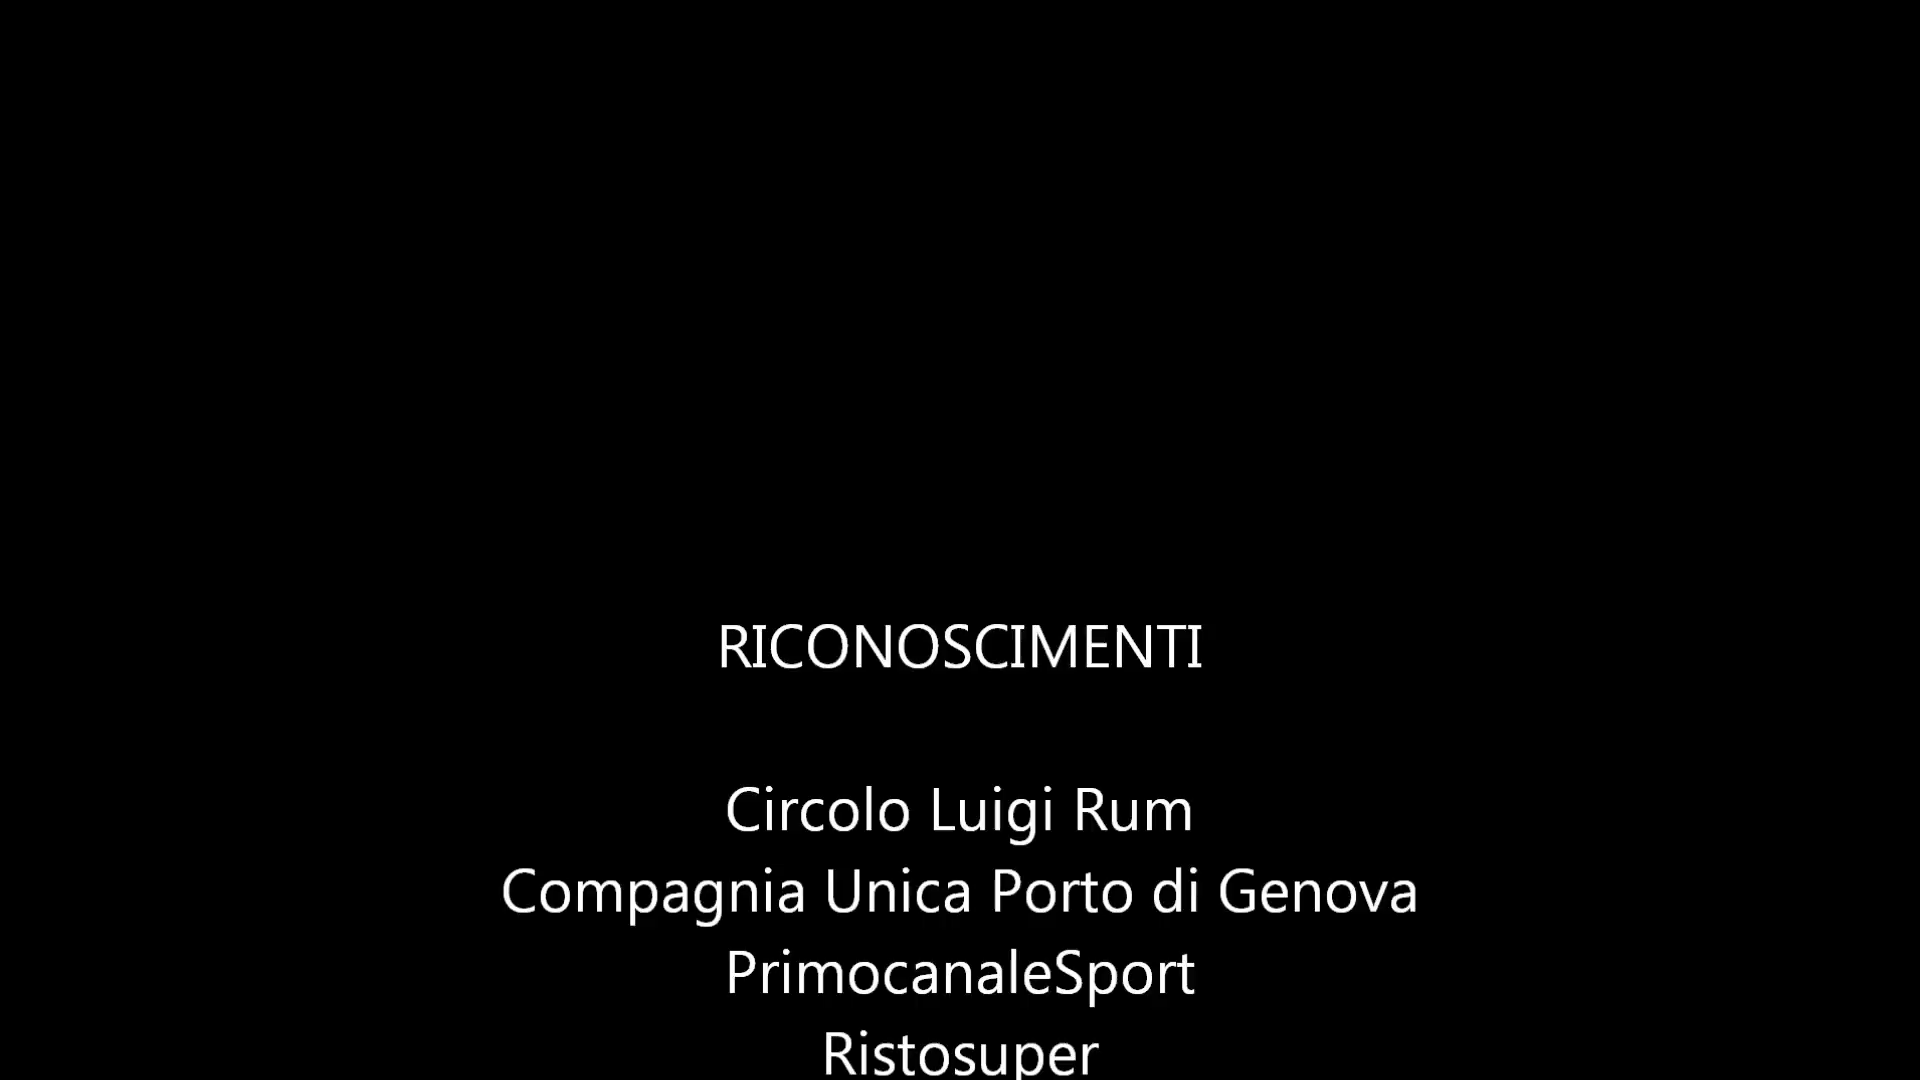 RICONOSCIMENTI
Circolo Luigi Rum
Compagnia Unica Porto di Genova
PrimocanaleSport
Ristosuper